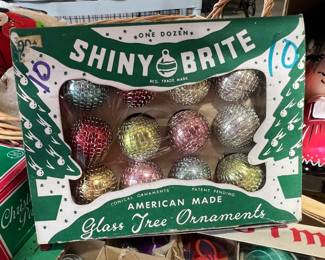 ONE DOZEN
SHINY BRITE
REG. TRADE MARK
10
10
CONICAL ORNAMENTS PATENT PENDING
AMERICAN MADE
Glass Tree Ornaments